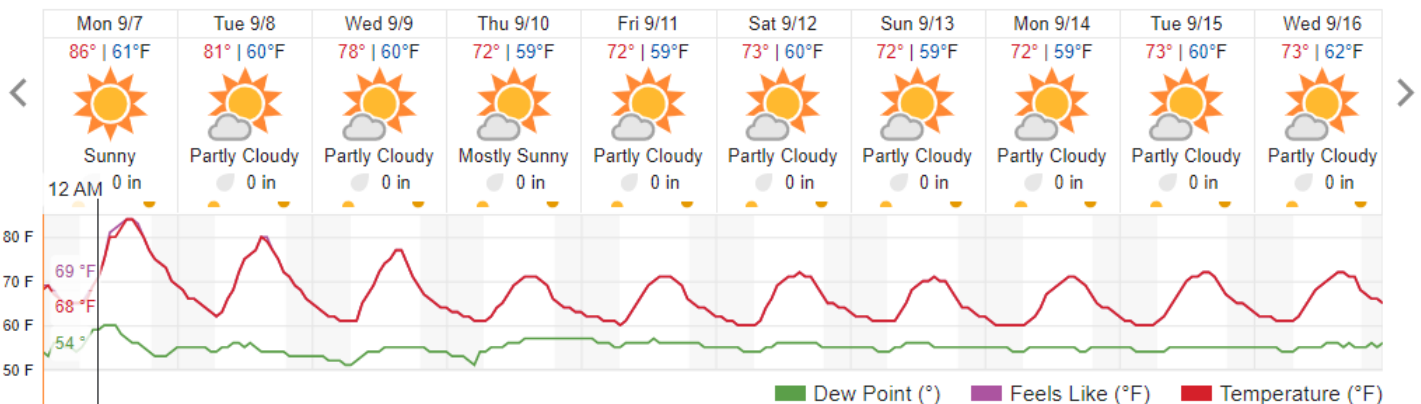 Mon 9/7 Tue 9/8 Wed 9/9 Thu 9/10 Fri 9/11 Sat 9/12 Sun 9/13 Mon 9/14 Tue 9/15 Wed 9/16
86° | 61°F 81° | 60°F 78° | 60°F 72° | 59°F 72° | 59°F 73° | 60°F 72° | 59°F 72° | 59°F 73° | 60°F 73° | 62°F
Sunny Partly Cloudy Partly Cloudy Mostly Sunny Partly Cloudy Partly Cloudy Partly Cloudy Partly Cloudy Partly Cloudy Partly Cloudy
12 AM 0 in 0 in 0 in 0 in 0 in 0 in 0 in 0 in 0 in 0 in
80 F
69 °F
70 F
68 °F
60 F
54 °
50 F
Dew Point (°) Feels Like (°F) Temperature (°F)